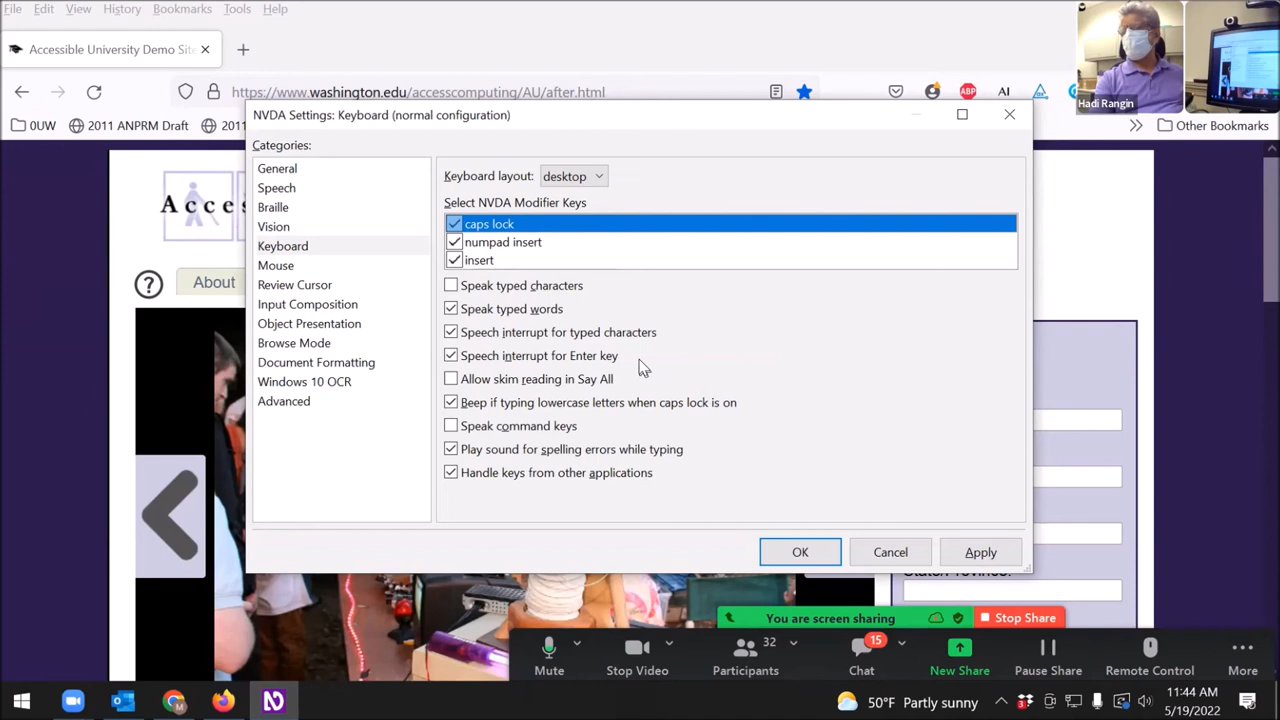 File Edit View History Bookmarks Tools Help
Accessible University Demo Site
https://www.washington.edu/accesscomputing/AU/after.html
ABP
AI
Hadi Rangin
0UW 2011 ANPRM Draft 2011 Other Bookmarks
NVDA Settings: Keyboard (normal configuration)
Categories:
General
Speech
Braille
Vision
Keyboard
Mouse
Review Cursor
Input Composition
Object Presentation
Browse Mode
Document Formatting
Windows 10 OCR
Advanced
Keyboard layout: desktop
Select NVDA Modifier Keys
caps lock
numpad insert
insert
Speak typed characters
Speak typed words
Speech interrupt for typed characters
Speech interrupt for Enter key
Allow skim reading in Say All
Beep if typing lowercase letters when caps lock is on
Speak command keys
Play sound for spelling errors while typing
Handle keys from other applications
OK Cancel Apply
Acces
? About
You are screen sharing Stop Share
32 15
Mute Stop Video Participants Chat New Share Pause Share Remote Control More
50°F Partly sunny
11:44 AM
5/19/2022